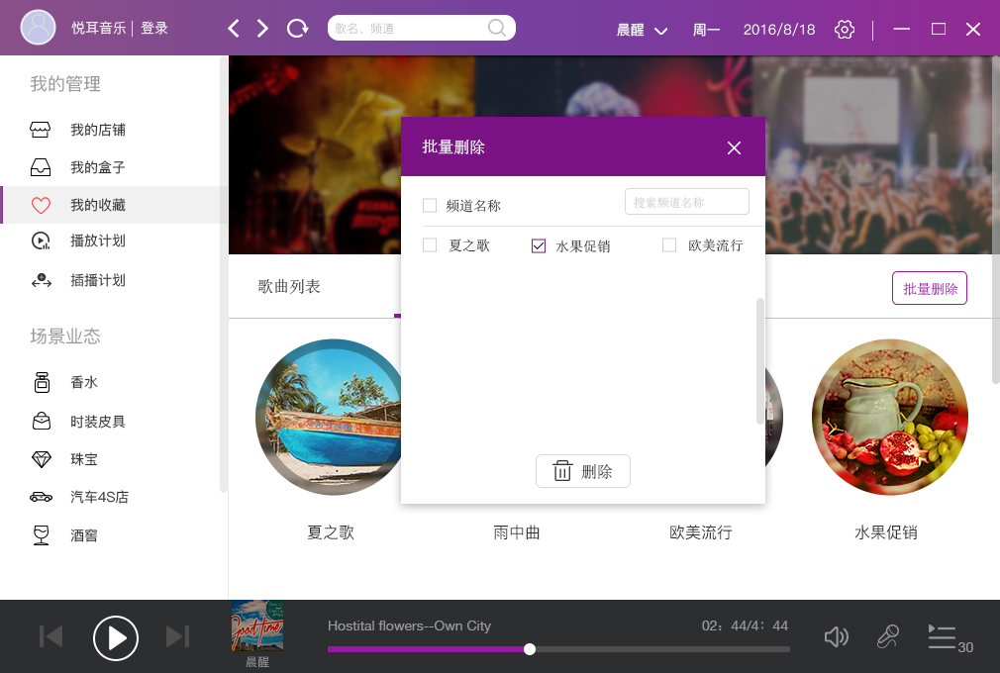 悦耳音乐| 登录
歌名、频道
晨醒
周一
2016/8/18
我的管理
我的店铺
我的盒子
我的收藏
播放计划
插播计划
场景业态
香水
时装皮具
珠宝
汽车4S店
酒窖
批量删除
频道名称
搜索频道名称
夏之歌
水果促销
欧美流行
删除
歌曲列表
批量删除
夏之歌
雨中曲
欧美流行
水果促销
Good Time
晨醒
Hostital flowers--Own City
02：44/4：44
30